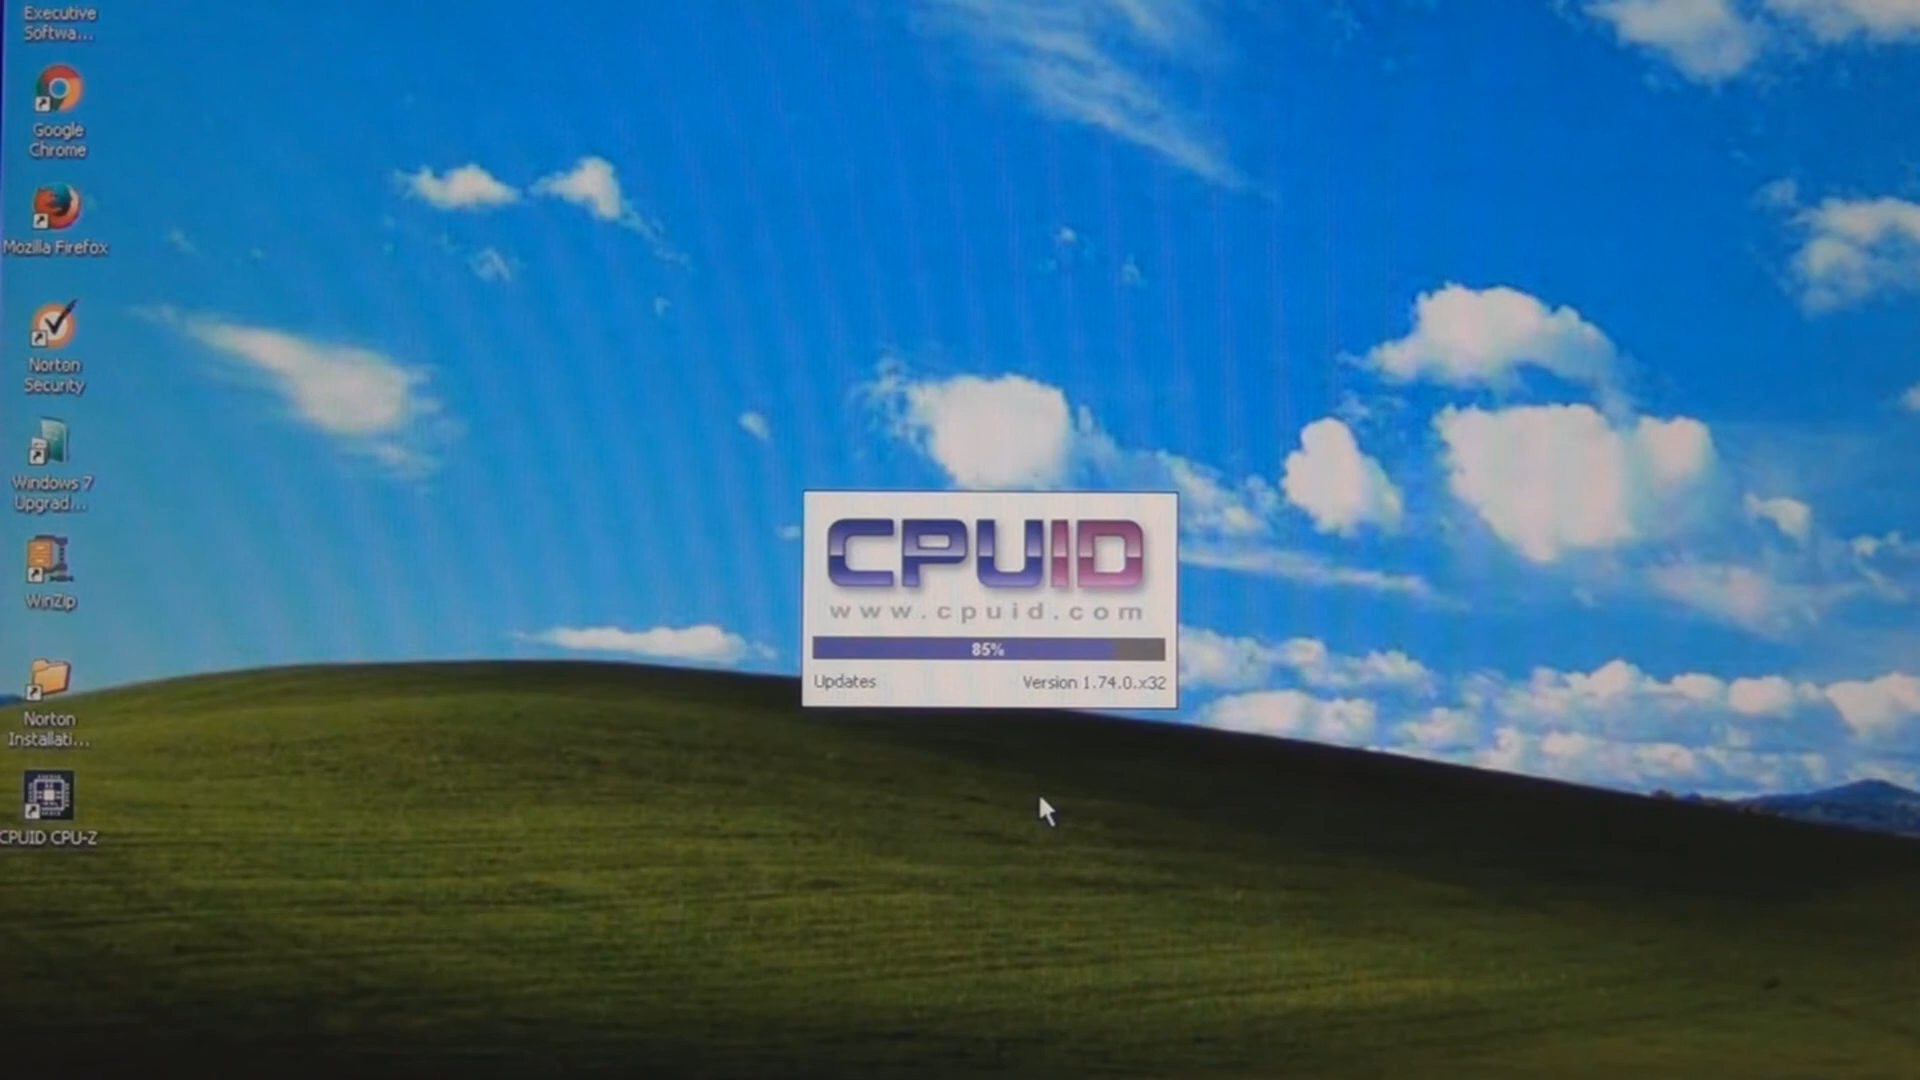 Executive
Softwa...
Google
Chrome
Mozilla Firefox
Norton
Security
Windows 7
Upgrad...
WinZip
Norton
Installati...
CPUID CPU-Z
CPUID
www.cpuid.com
85%
Updates
Version 1.74.0.x32